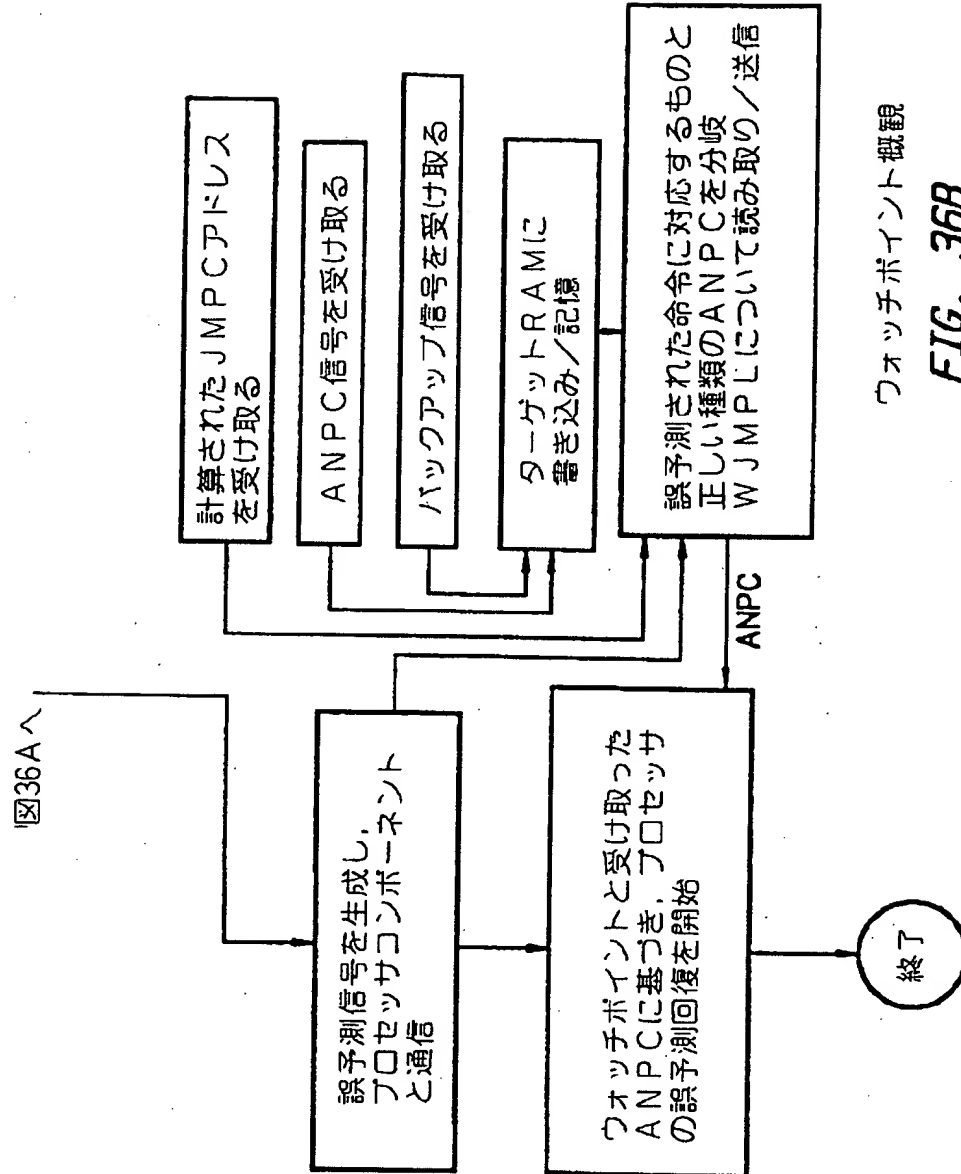 図36Aへ
誤予測信号を生成し,
プロセッサコンポーネント
と通信
ウォッチポイントと受け取った
ANPCに基づき, プロセッサ
の誤予測回復を開始
終了
計算されたJMPCアドレス
を受け取る
ANPC信号を受け取る
バックアップ信号を受け取る
ターゲットRAMに
書き込み/記憶
誤予測された命令に対応するものと
正しい種類のANPCを分岐
WJMPLについて読み取り/送信
ANPC
ウォッチポイント概観
FIG._36B